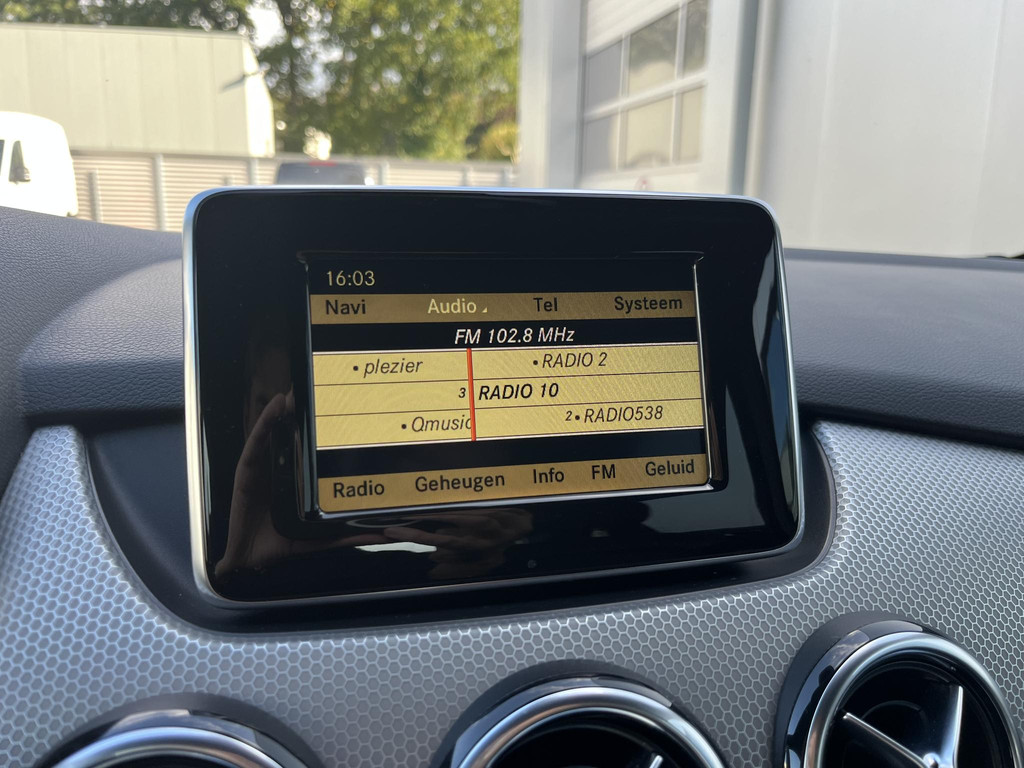 16:03
Navi Audio Tel Systeem
FM 102.8 MHz
• plezier • RADIO 2
3 RADIO 10
• Qmusic 2 • RADIO538
Radio Geheugen Info FM Geluid